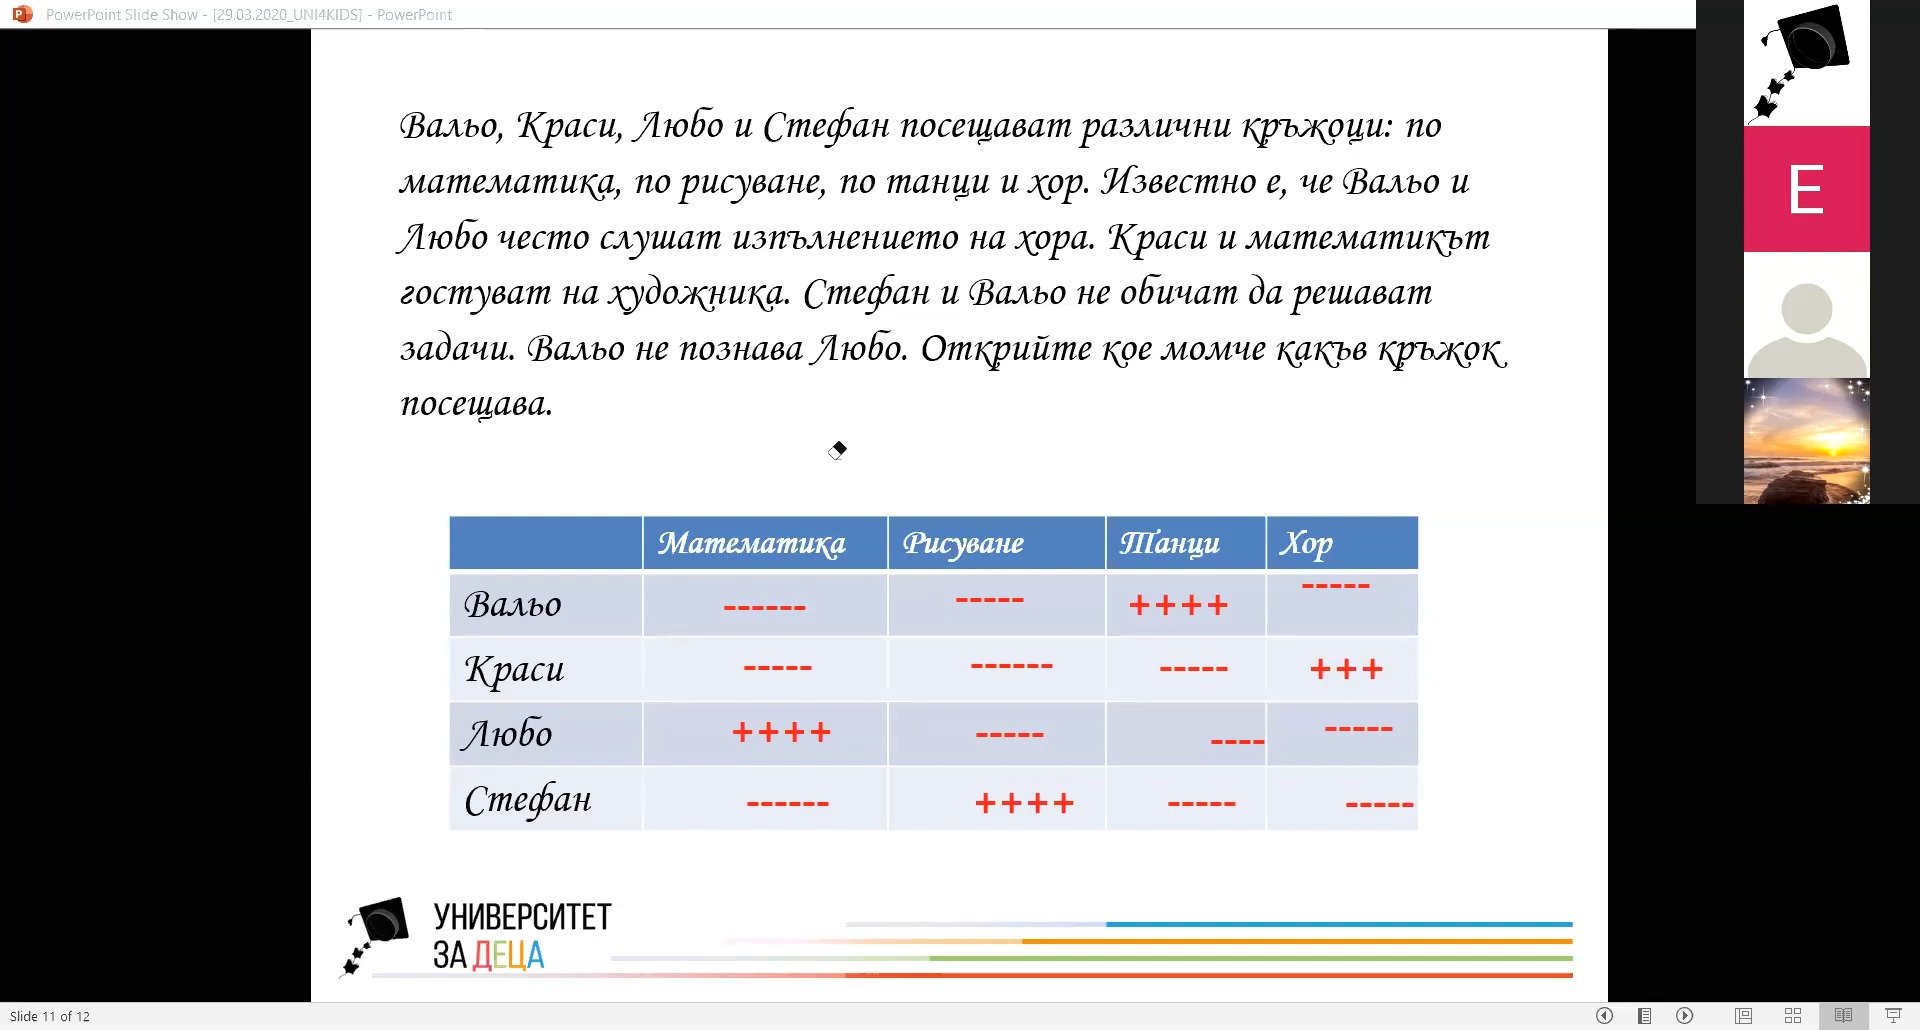 PowerPoint Slide Show - [29.03.2020_UNI4KIDS] - PowerPoint
Вальо, Краси, Любо и Стефан посещават различни кръжоци: по
математика, по рисуване, по танци и хор. Известно е, че Вальо и
Любо често слушат изпълнението на хора. Краси и математикът
гостуват на художника. Стефан и Вальо не обичат да решават
задачи. Вальо не познава Любо. Открийте кое момче какъв кръжок
посещава.
E
Математика Рисуване Танци Хор
Вальо ------ ----- ++++ -----
Краси ----- ------ ----- +++
Любо ++++ ----- ---- -----
Стефан ------ ++++ ----- -----
УНИВЕРСИТЕТ
ЗА ДЕЦА
Slide 11 of 12